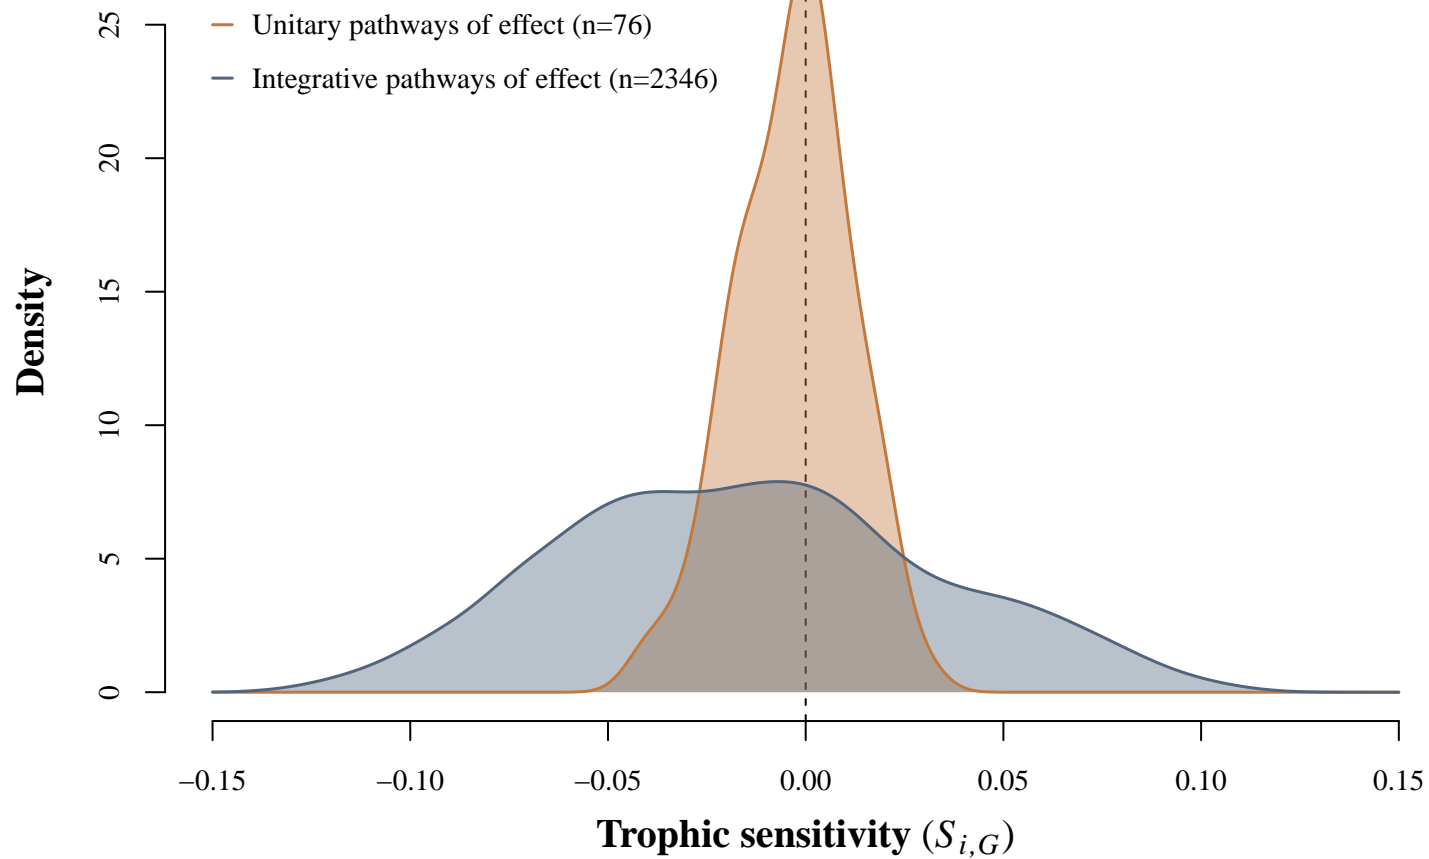 Unitary pathways of effect (n=76)
Integrative pathways of effect (n=2346)
25
20
15
10
5
0
Density
−0.15 −0.10 −0.05 0.00 0.05 0.10 0.15
Trophic sensitivity (S_{i,G})